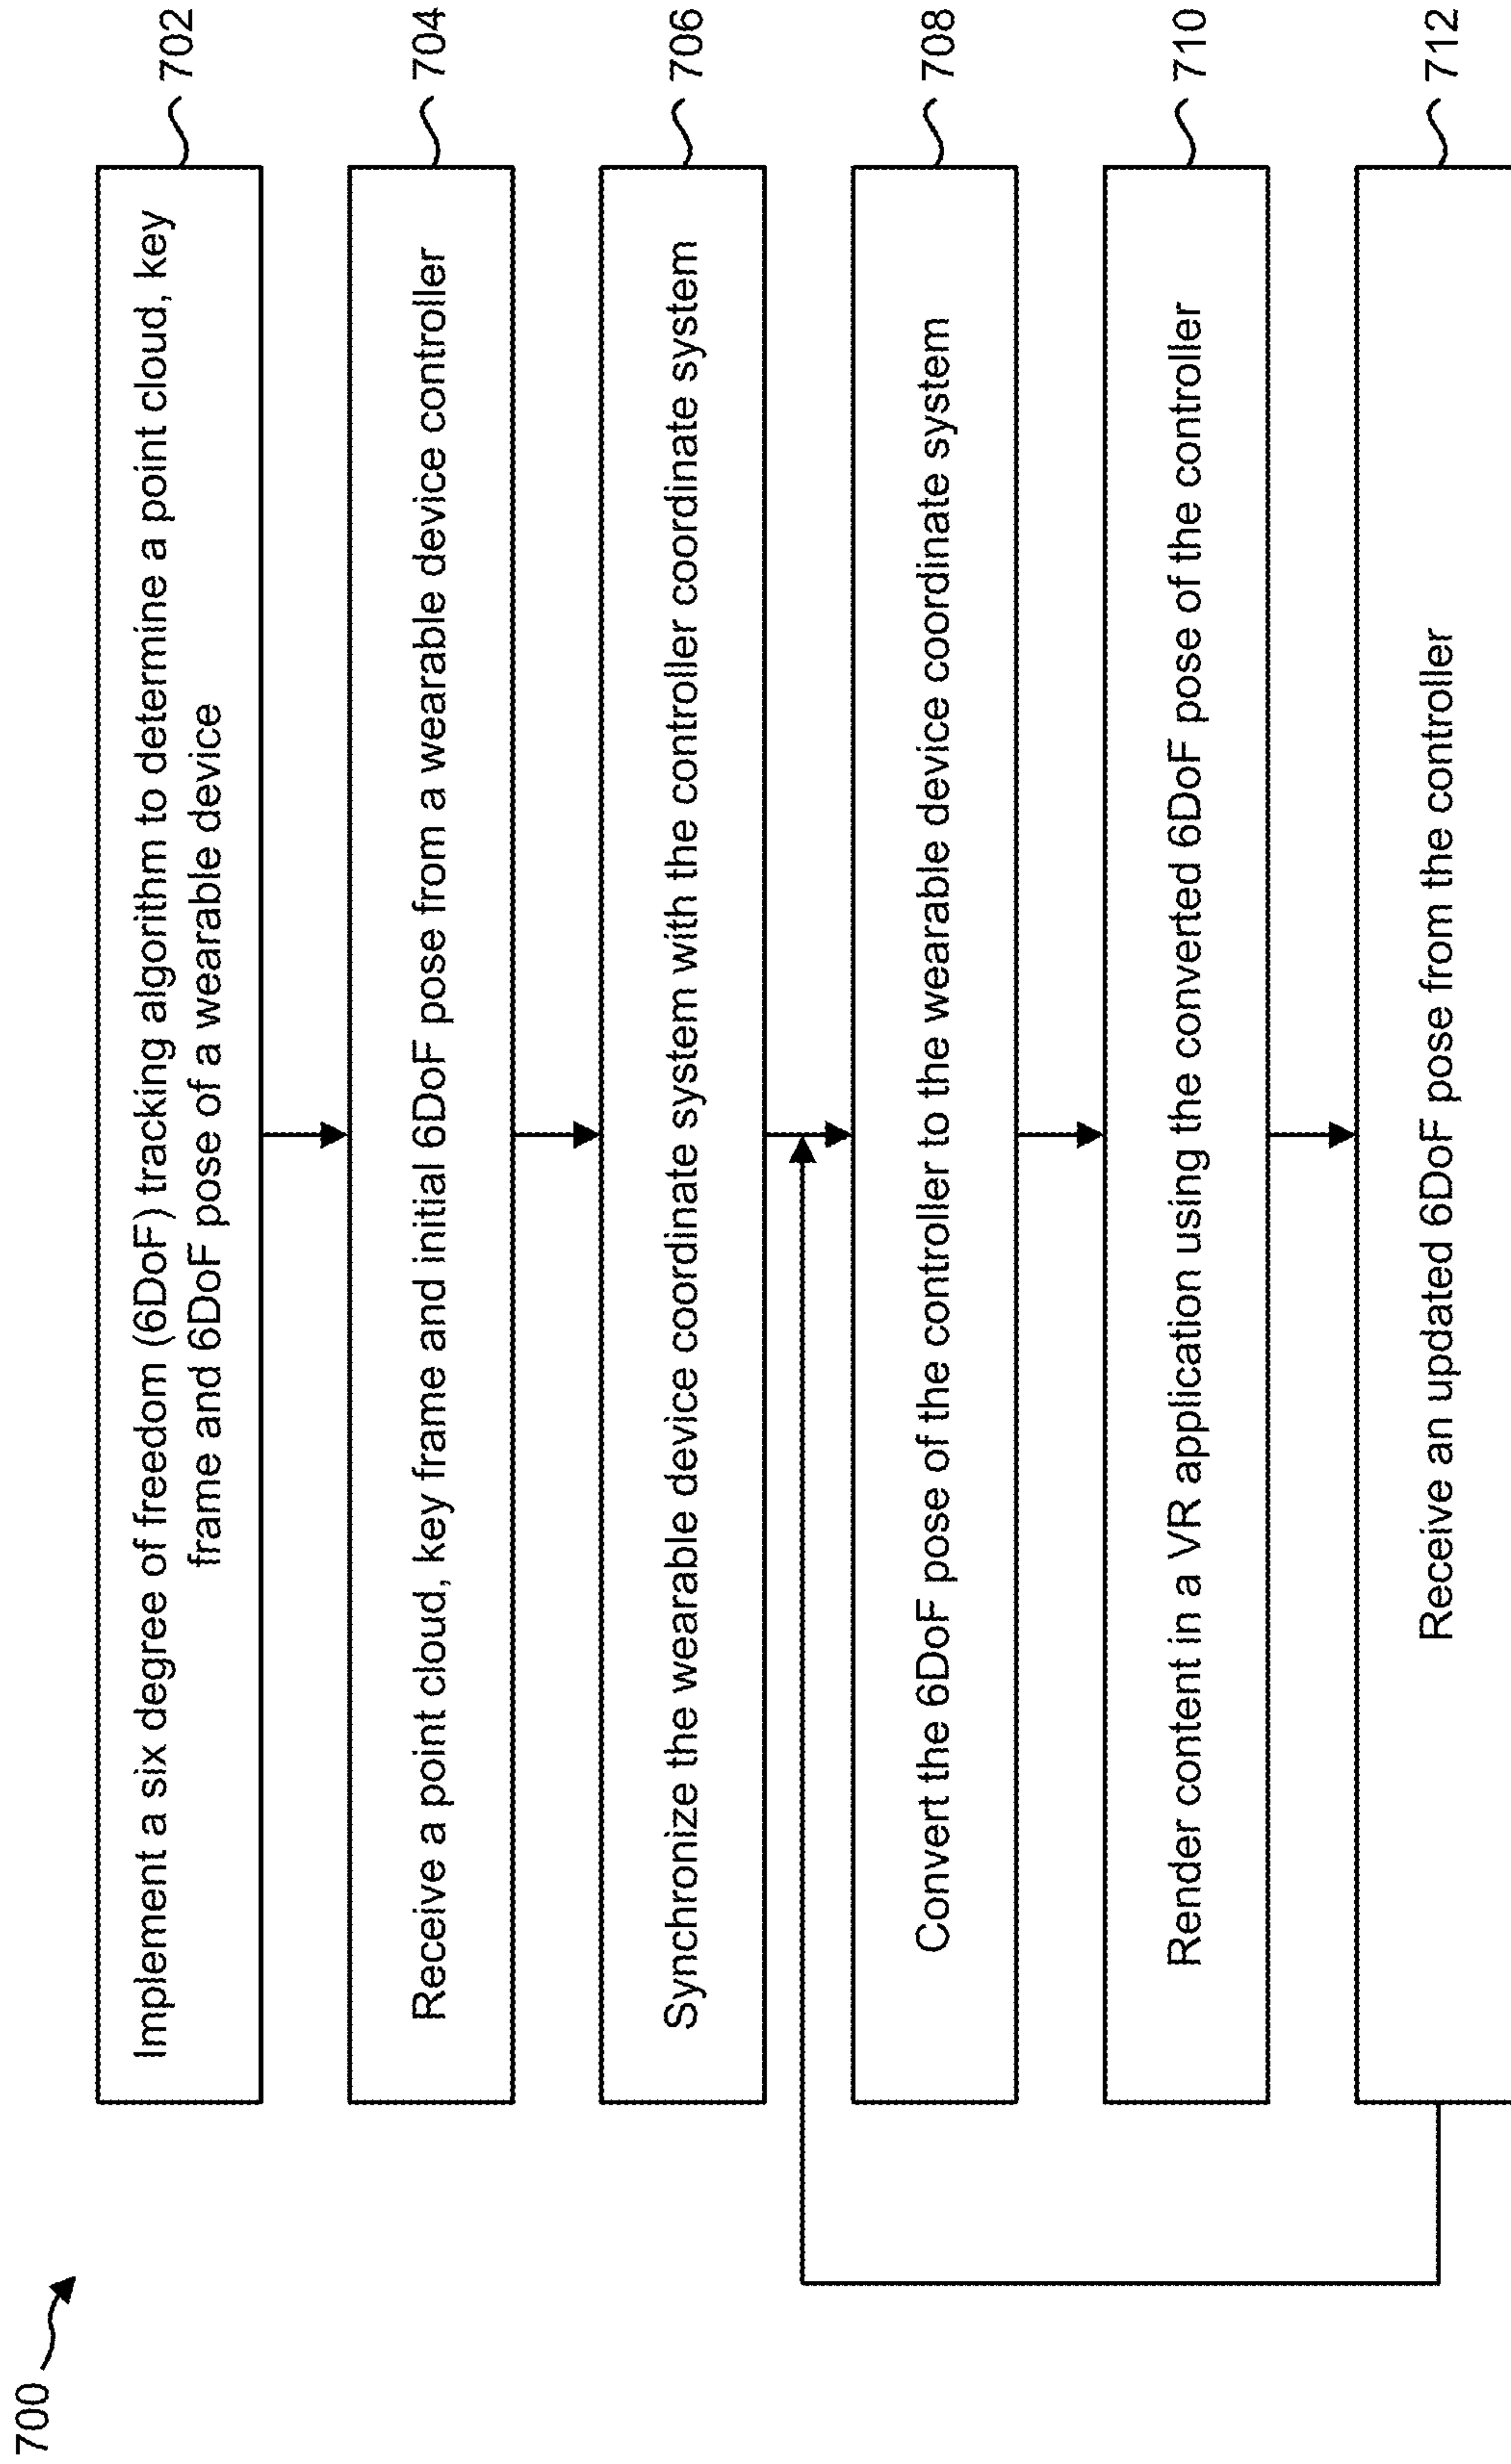 700
Implement a six degree of freedom (6DoF) tracking algorithm to determine a point cloud, key
frame and 6DoF pose of a wearable device
702
Receive a point cloud, key frame and initial 6DoF pose from a wearable device controller
704
Synchronize the wearable device coordinate system with the controller coordinate system
706
Convert the 6DoF pose of the controller to the wearable device coordinate system
708
Render content in a VR application using the converted 6DoF pose of the controller
710
Receive an updated 6DoF pose from the controller
712